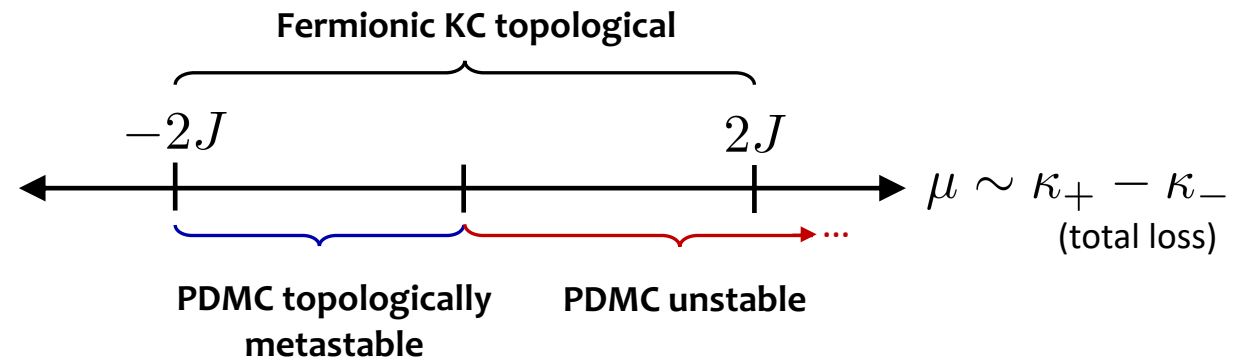 Fermionic KC topological
−2J
2J
μ ∼ κ₊ − κ₋
(total loss)
...
PDMC topologically
metastable
PDMC unstable